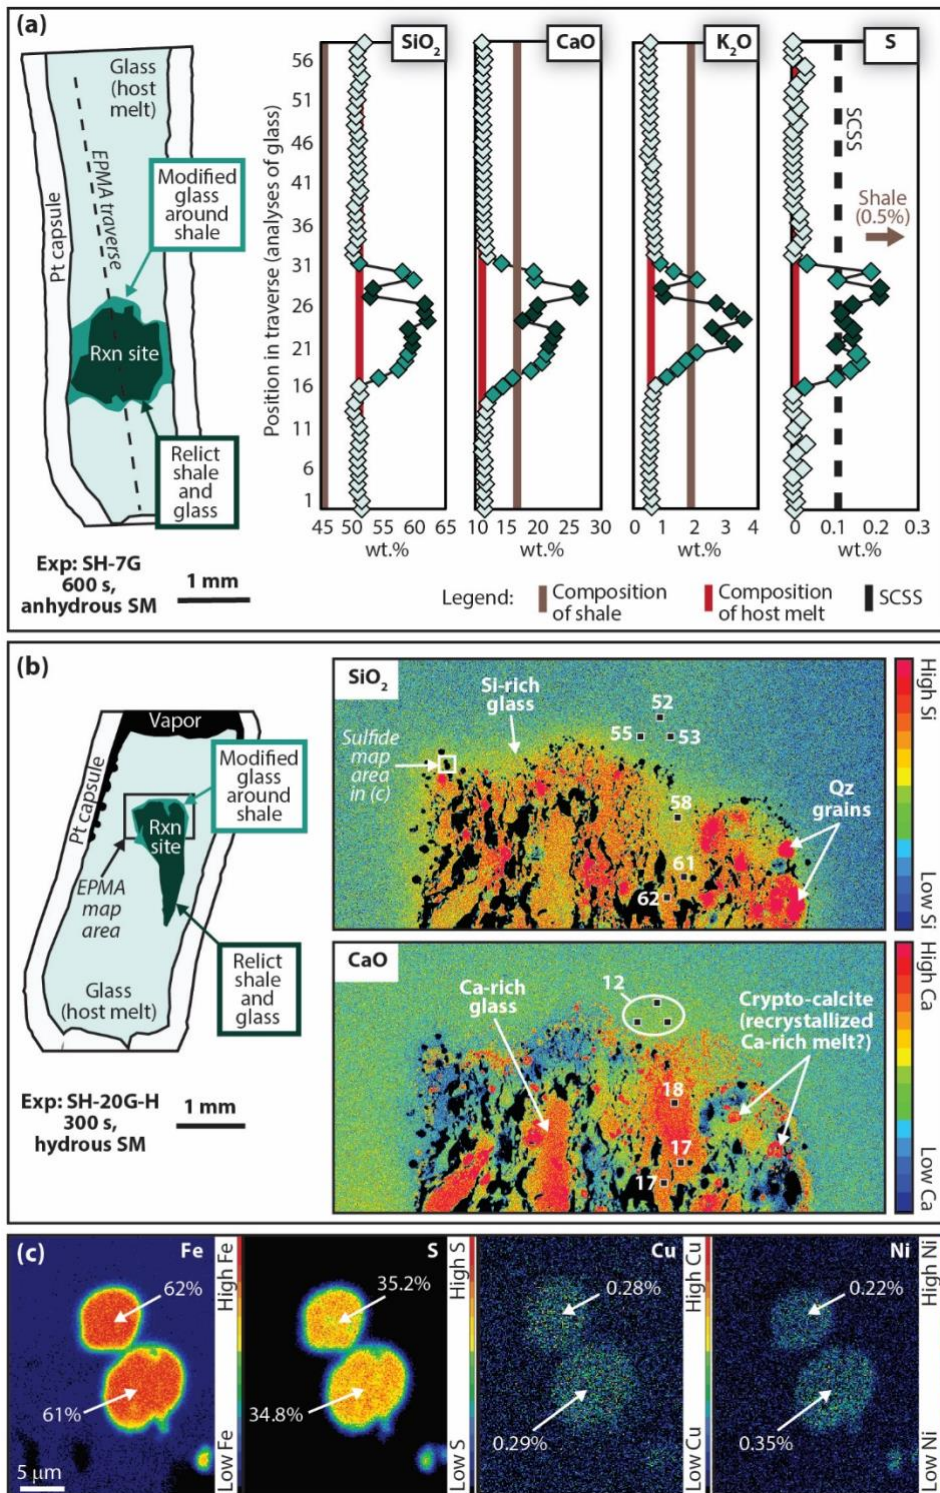 (a)
Glass
(host
melt)
Pt capsule
EPMA traverse
Modified
glass
around
shale
Rxn site
Relict
shale
and
glass
Exp: SH-7G
600 s,
anhydrous SM
1 mm
Position in traverse (analyses of glass)
56
51
46
41
36
31
26
21
16
11
6
1
SiO₂
45 50 55 60 65
wt.%
CaO
10 20 30
wt.%
K₂O
0 1 2 3 4
wt.%
S
SCSS
Shale
(0.5%)
0 0.1 0.2 0.3
wt.%
Legend:
Composition
of shale
Composition
of host melt
SCSS
(b)
Vapor
Pt capsule
Modified
glass around
shale
Rxn
site
EPMA
map
area
Relict
shale and
glass
Glass
(host melt)
Exp: SH-20G-H
300 s,
hydrous SM
1 mm
SiO₂
Si-rich
glass
Sulfide
map
area
in (c)
52
55
53
58
61
62
Qz
grains
High Si
Low Si
CaO
Ca-rich
glass
12
18
17
17
Crypto-calcite
(recrystallized
Ca-rich melt?)
High Ca
Low Ca
(c)
Fe
62%
61%
5 μm
High Fe
Low Fe
S
35.2%
34.8%
High S
Low S
Cu
0.28%
0.29%
High Cu
Low Cu
Ni
0.22%
0.35%
High Ni
Low Ni